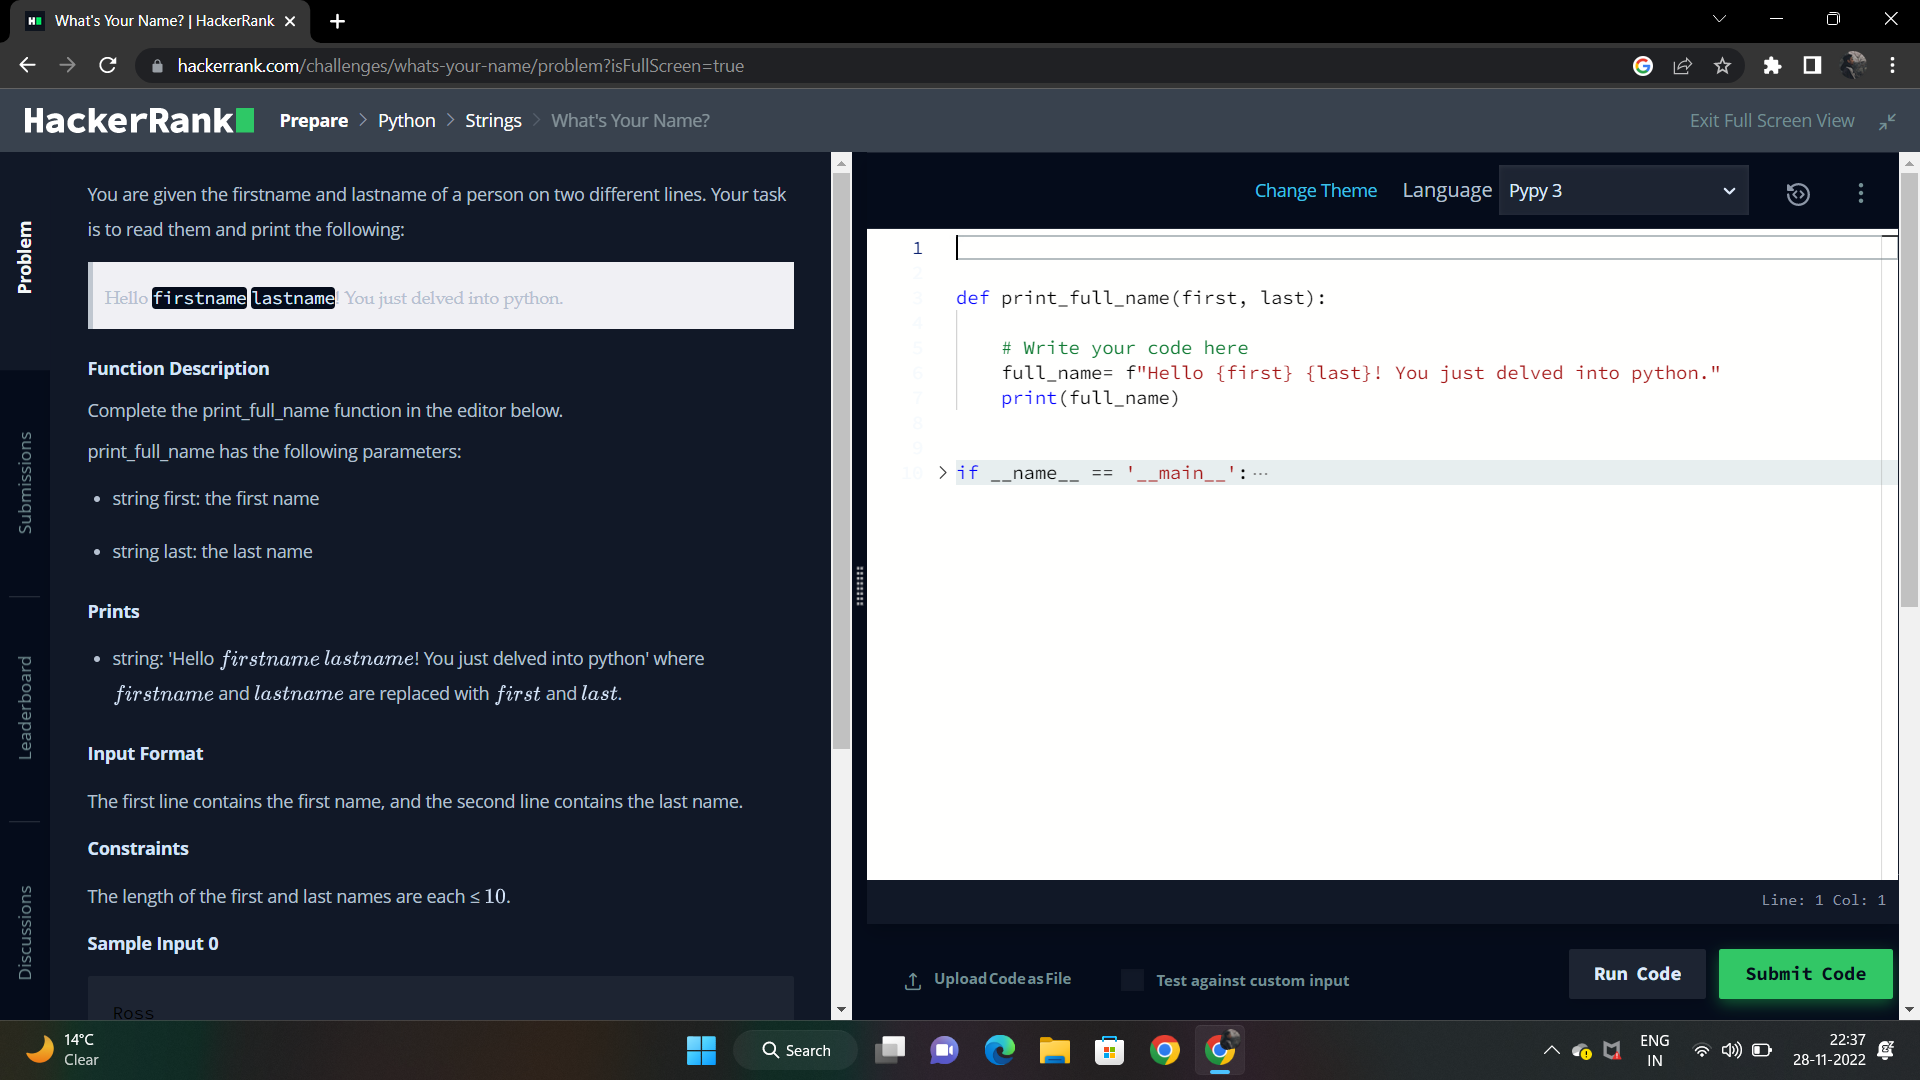 What's Your Name? | HackerRank
hackerrank.com/challenges/whats-your-name/problem?isFullScreen=true
HackerRank
Prepare > Python > Strings > What's Your Name?
Exit Full Screen View
Problem
Submissions
Leaderboard
Discussions
You are given the firstname and lastname of a person on two different lines. Your task
is to read them and print the following:
Hello firstname lastname! You just delved into python.
Function Description
Complete the print_full_name function in the editor below.
print_full_name has the following parameters:
• string first: the first name
• string last: the last name
Prints
• string: 'Hello firstname lastname! You just delved into python' where
firstname and lastname are replaced with first and last.
Input Format
The first line contains the first name, and the second line contains the last name.
Constraints
The length of the first and last names are each ≤ 10.
Sample Input 0
Ross
Change Theme
Language
Pypy 3
1
2
3 def print_full_name(first, last):
4
5 # Write your code here
6 full_name= f"Hello {first} {last}! You just delved into python."
7 print(full_name)
8
9
10 > if __name__ == '__main__': ···
Line: 1 Col: 1
Upload Code as File
Test against custom input
Run Code
Submit Code
14°C
Clear
Search
ENG
IN
22:37
28-11-2022